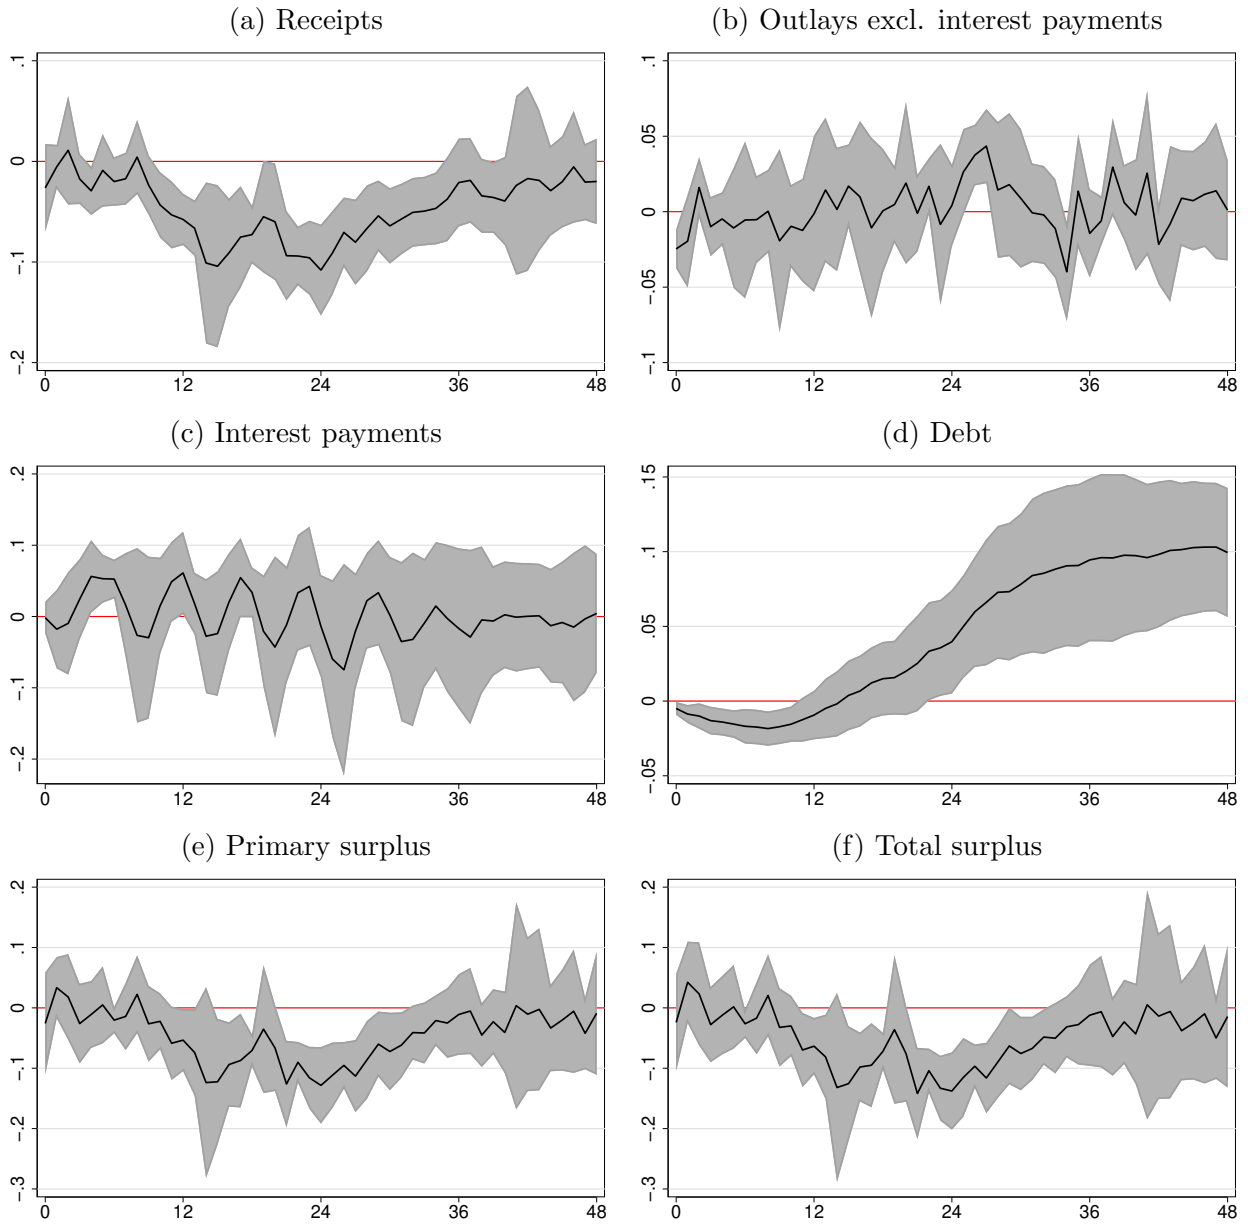 (a) Receipts
.1
0
-.1
-.2
0 12 24 36 48
(b) Outlays excl. interest payments
.1
.05
0
-.05
-.1
0 12 24 36 48
(c) Interest payments
.2
.1
0
-.1
-.2
0 12 24 36 48
(d) Debt
.15
.1
.05
0
-.05
0 12 24 36 48
(e) Primary surplus
.2
.1
0
-.1
-.2
-.3
0 12 24 36 48
(f) Total surplus
.2
.1
0
-.1
-.2
-.3
0 12 24 36 48